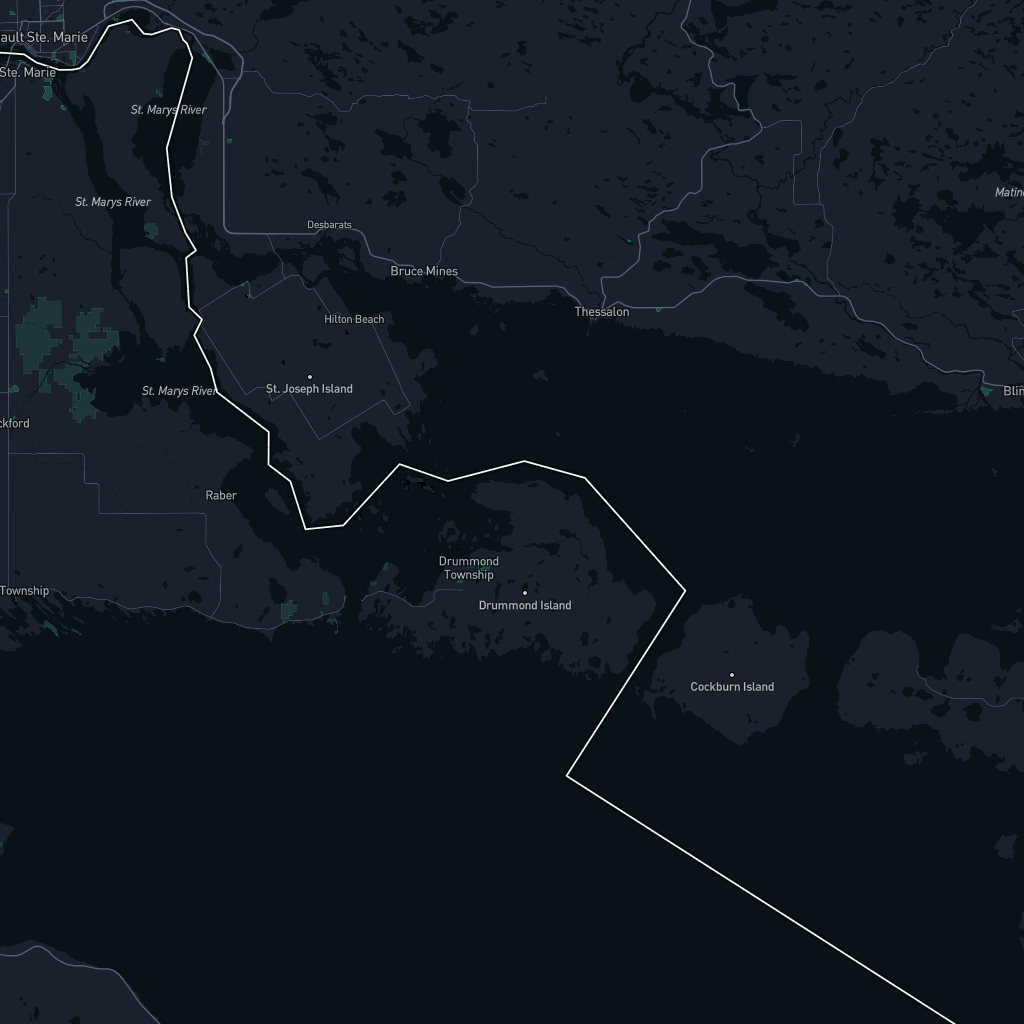 ault Ste. Marie
Ste. Marie
St. Marys River
St. Marys River
Matin
Desbarats
Bruce Mines
Thessalon
Hilton Beach
St. Joseph Island
St. Marys River
Blin
ckford
Raber
Drummond
Township
Township
Drummond Island
Cockburn Island